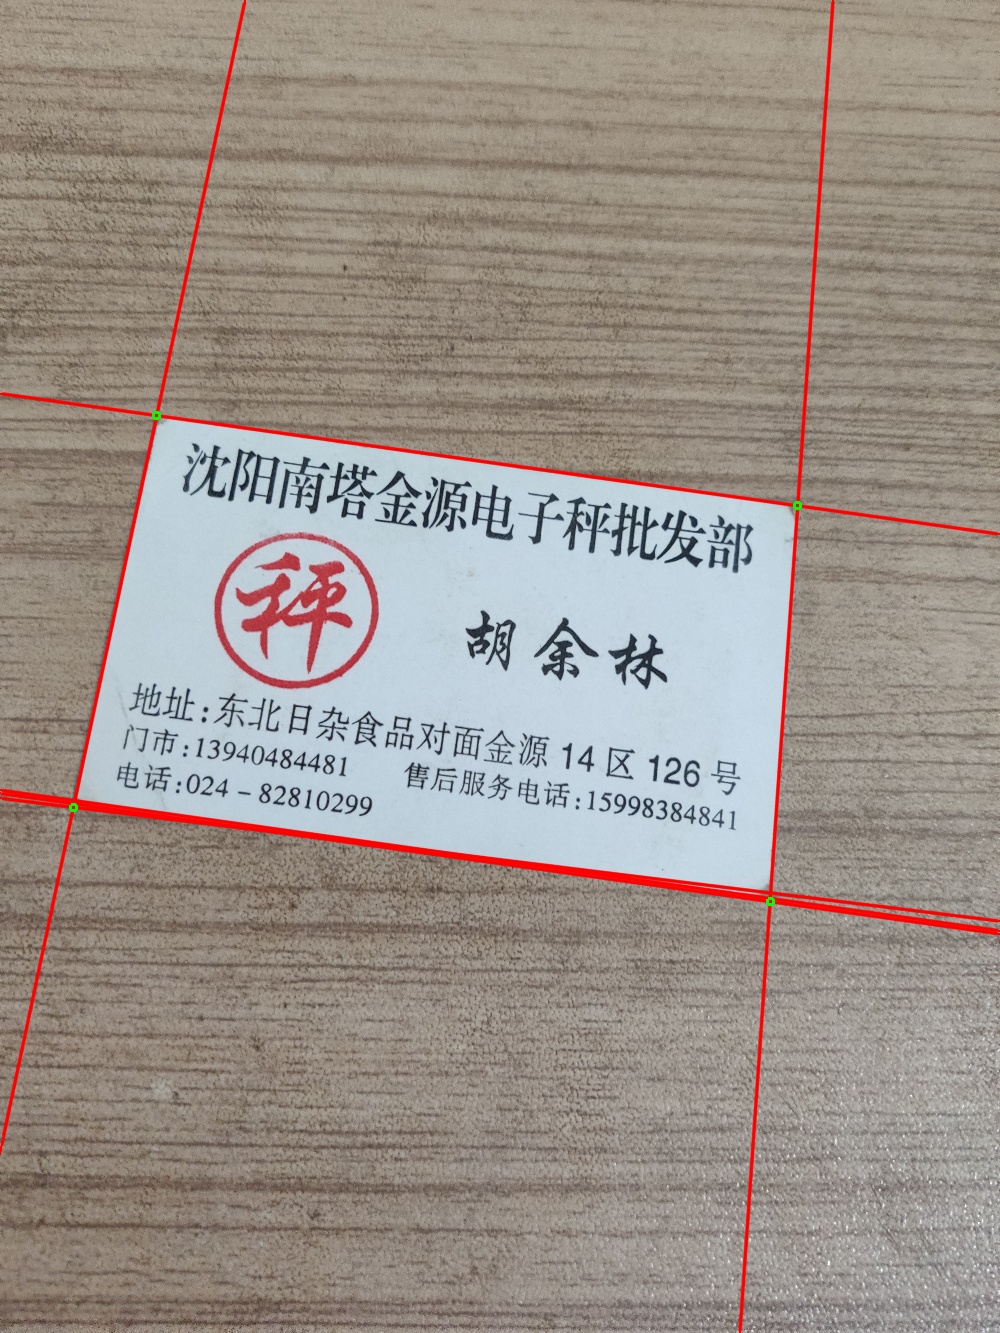 沈阳南塔金源电子秤批发部
秤
胡余林
地址:东北日杂食品对面金源 14 区 126 号
门市:13940484481 售后服务电话:15998384841
电话:024－82810299